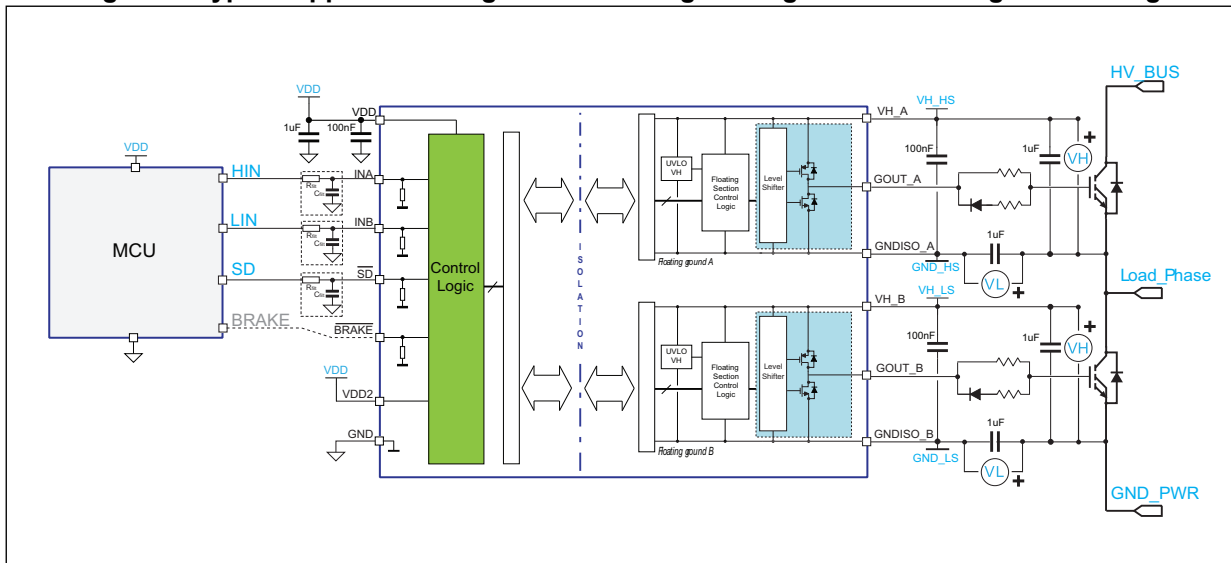 HV_BUS
VDD
VH_HS
VDD
VH_A
1uF
100nF
VDD
HIN
INA
LIN
INB
MCU
SD
SD
BRAKE
BRAKE
VDD
VDD2
GND
Control
Logic
ISOLATION
UVLO
VH
Floating
Section
Control
Logic
Level
Shifter
Floating ground A
100nF
1uF
VH
+
GOUT_A
GNDISO_A
GND_HS
1uF
VL
+
Load_Phase
VH_LS
VH_B
UVLO
VH
Floating
Section
Control
Logic
Level
Shifter
Floating ground B
100nF
1uF
VH
+
GOUT_B
GNDISO_B
GND_LS
1uF
VL
+
GND_PWR